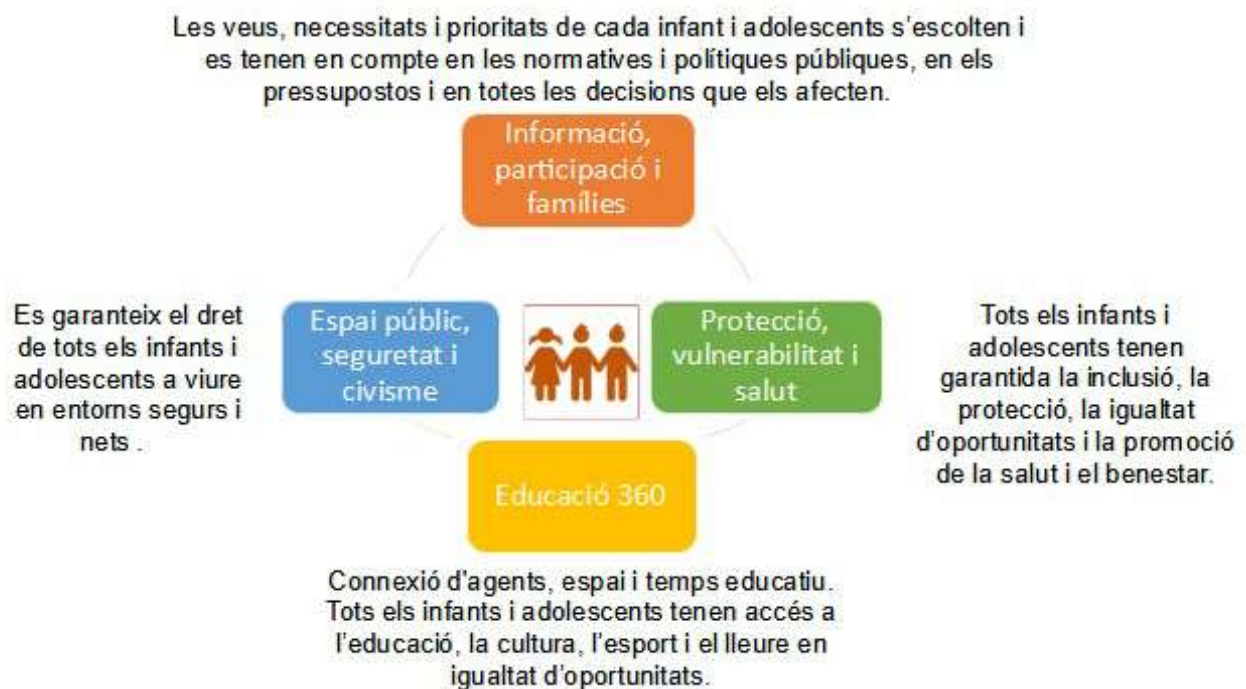 Les veus, necessitats i prioritats de cada infant i adolescents s’escolten i
es tenen en compte en les normatives i polítiques públiques, en els
pressupostos i en totes les decisions que els afecten.
Informació,
participació i
famílies
Es garanteix el dret
de tots els infants i
adolescents a viure
en entorns segurs i
nets .
Espai públic,
seguretat i
civisme
Protecció,
vulnerabilitat i
salut
Tots els infants i
adolescents tenen
garantida la inclusió, la
protecció, la igualtat
d’oportunitats i la promoció
de la salut i el benestar.
Educació 360
Connexió d’agents, espai i temps educatiu.
Tots els infants i adolescents tenen accés a
l’educació, la cultura, l’esport i el lleure en
igualtat d’oportunitats.